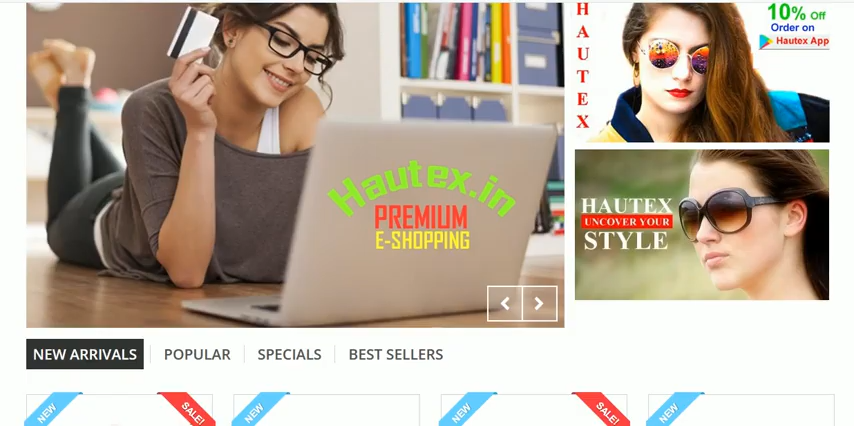 Hautex.in
PREMIUM
E-SHOPPING
HAUTEX
10% Off
Order on
Hautex App
HAUTEX
UNCOVER YOUR
STYLE
NEW ARRIVALS
POPULAR
SPECIALS
BEST SELLERS
NEW
SALE!
NEW
NEW
SALE!
NEW